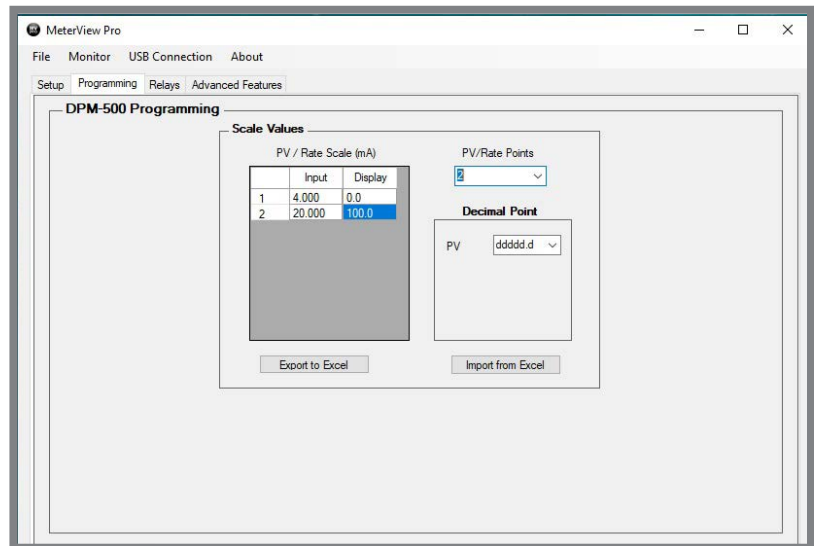 MeterView Pro
File Monitor USB Connection About
Setup Programming Relays Advanced Features
DPM-500 Programming
Scale Values
PV / Rate Scale (mA) PV/Rate Points
Input Display
2
1 4.000 0.0
2 20.000 100.0
Decimal Point
PV ddddd.d
Export to Excel Import from Excel